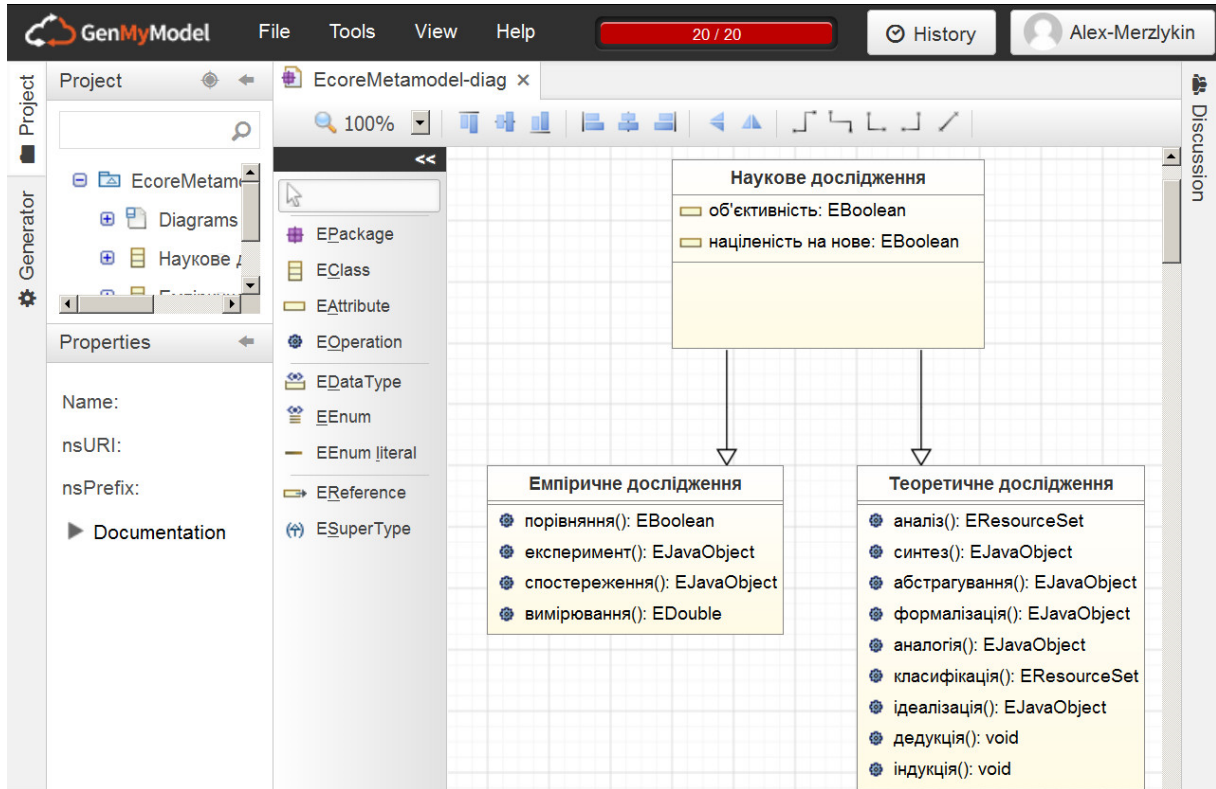 GenMyModel File Tools View Help 20 / 20 History Alex-Merzlykin
Project
Generator
Project
EcoreMetam
Diagrams
Наукове д
Properties
Name:
nsURI:
nsPrefix:
Documentation
EcoreMetamodel-diag ×
100%
<<
EPackage
EClass
EAttribute
EOperation
EDataType
EEnum
EEnum literal
EReference
ESuperType
Наукове дослідження
об'єктивність: EBoolean
націленість на нове: EBoolean
Емпіричне дослідження
порівняння(): EBoolean
експеримент(): EJavaObject
спостереження(): EJavaObject
вимірювання(): EDouble
Теоретичне дослідження
аналіз(): EResourceSet
синтез(): EJavaObject
абстрагування(): EJavaObject
формалізація(): EJavaObject
аналогія(): EJavaObject
класифікація(): EResourceSet
ідеалізація(): EJavaObject
дедукція(): void
індукція(): void
Discussion